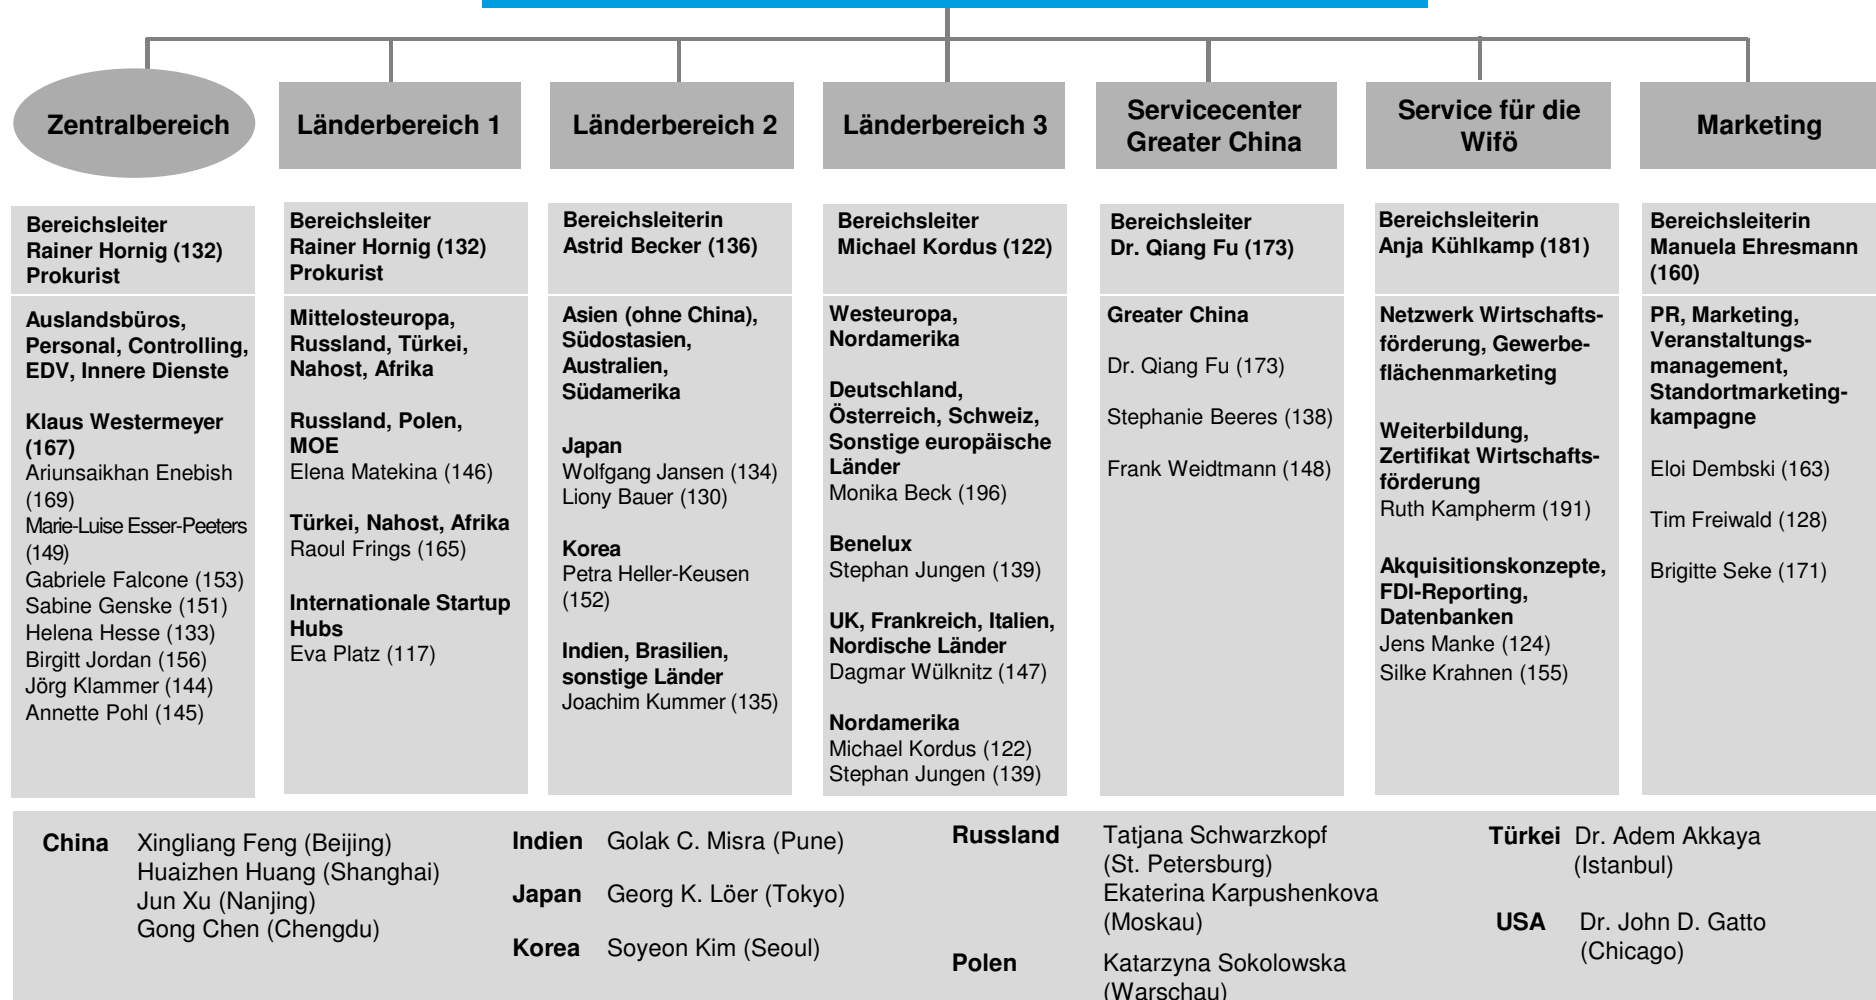 Zentralbereich
Länderbereich 1
Länderbereich 2
Länderbereich 3
Servicecenter
Greater China
Service für die
Wifö
Marketing
Bereichsleiter
Rainer Hornig (132)
Prokurist
Auslandsbüros,
Personal, Controlling,
EDV, Innere Dienste
Klaus Westermeyer
(167)
Ariunsaikhan Enebish
(169)
Marie-Luise Esser-Peeters
(149)
Gabriele Falcone (153)
Sabine Genske (151)
Helena Hesse (133)
Birgitt Jordan (156)
Jörg Klammer (144)
Annette Pohl (145)
Bereichsleiter
Rainer Hornig (132)
Prokurist
Mittelosteuropa,
Russland, Türkei,
Nahost, Afrika
Russland, Polen,
MOE
Elena Matekina (146)
Türkei, Nahost, Afrika
Raoul Frings (165)
Internationale Startup
Hubs
Eva Platz (117)
Bereichsleiterin
Astrid Becker (136)
Asien (ohne China),
Südostasien,
Australien,
Südamerika
Japan
Wolfgang Jansen (134)
Liony Bauer (130)
Korea
Petra Heller-Keusen
(152)
Indien, Brasilien,
sonstige Länder
Joachim Kummer (135)
Bereichsleiter
Michael Kordus (122)
Westeuropa,
Nordamerika
Deutschland,
Österreich, Schweiz,
Sonstige europäische
Länder
Monika Beck (196)
Benelux
Stephan Jungen (139)
UK, Frankreich, Italien,
Nordische Länder
Dagmar Wülknitz (147)
Nordamerika
Michael Kordus (122)
Stephan Jungen (139)
Bereichsleiter
Dr. Qiang Fu (173)
Greater China
Dr. Qiang Fu (173)
Stephanie Beeres (138)
Frank Weidtmann (148)
Bereichsleiterin
Anja Kühlkamp (181)
Netzwerk Wirtschafts-
förderung, Gewerbe-
flächenmarketing
Weiterbildung,
Zertifikat Wirtschafts-
förderung
Ruth Kampherm (191)
Akquisitionskonzepte,
FDI-Reporting,
Datenbanken
Jens Manke (124)
Silke Krahnen (155)
Bereichsleiterin
Manuela Ehresmann
(160)
PR, Marketing,
Veranstaltungs-
management,
Standortmarketing-
kampagne
Eloi Dembski (163)
Tim Freiwald (128)
Brigitte Seke (171)
China Xingliang Feng (Beijing)
Huaizhen Huang (Shanghai)
Jun Xu (Nanjing)
Gong Chen (Chengdu)
Indien Golak C. Misra (Pune)
Japan Georg K. Löer (Tokyo)
Korea Soyeon Kim (Seoul)
Russland Tatjana Schwarzkopf
(St. Petersburg)
Ekaterina Karpushenkova
(Moskau)
Polen Katarzyna Sokolowska
(Warschau)
Türkei Dr. Adem Akkaya
(Istanbul)
USA Dr. John D. Gatto
(Chicago)